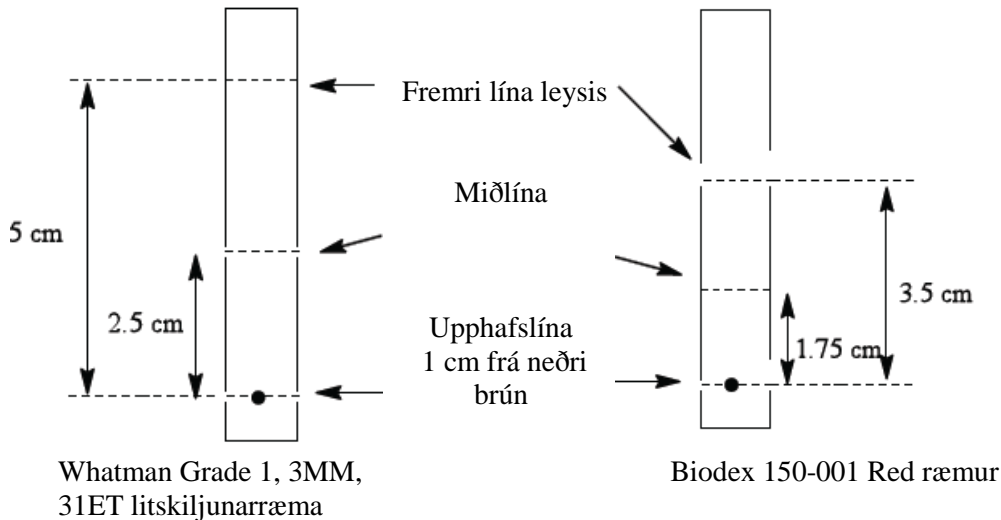 Fremri lína leysis
Miðlína
5 cm
2.5 cm
3.5 cm
Upphafslína
1 cm frá neðri
brún
1.75 cm
Whatman Grade 1, 3MM,
31ET litskiljunarræma
Biodex 150-001 Red ræmur